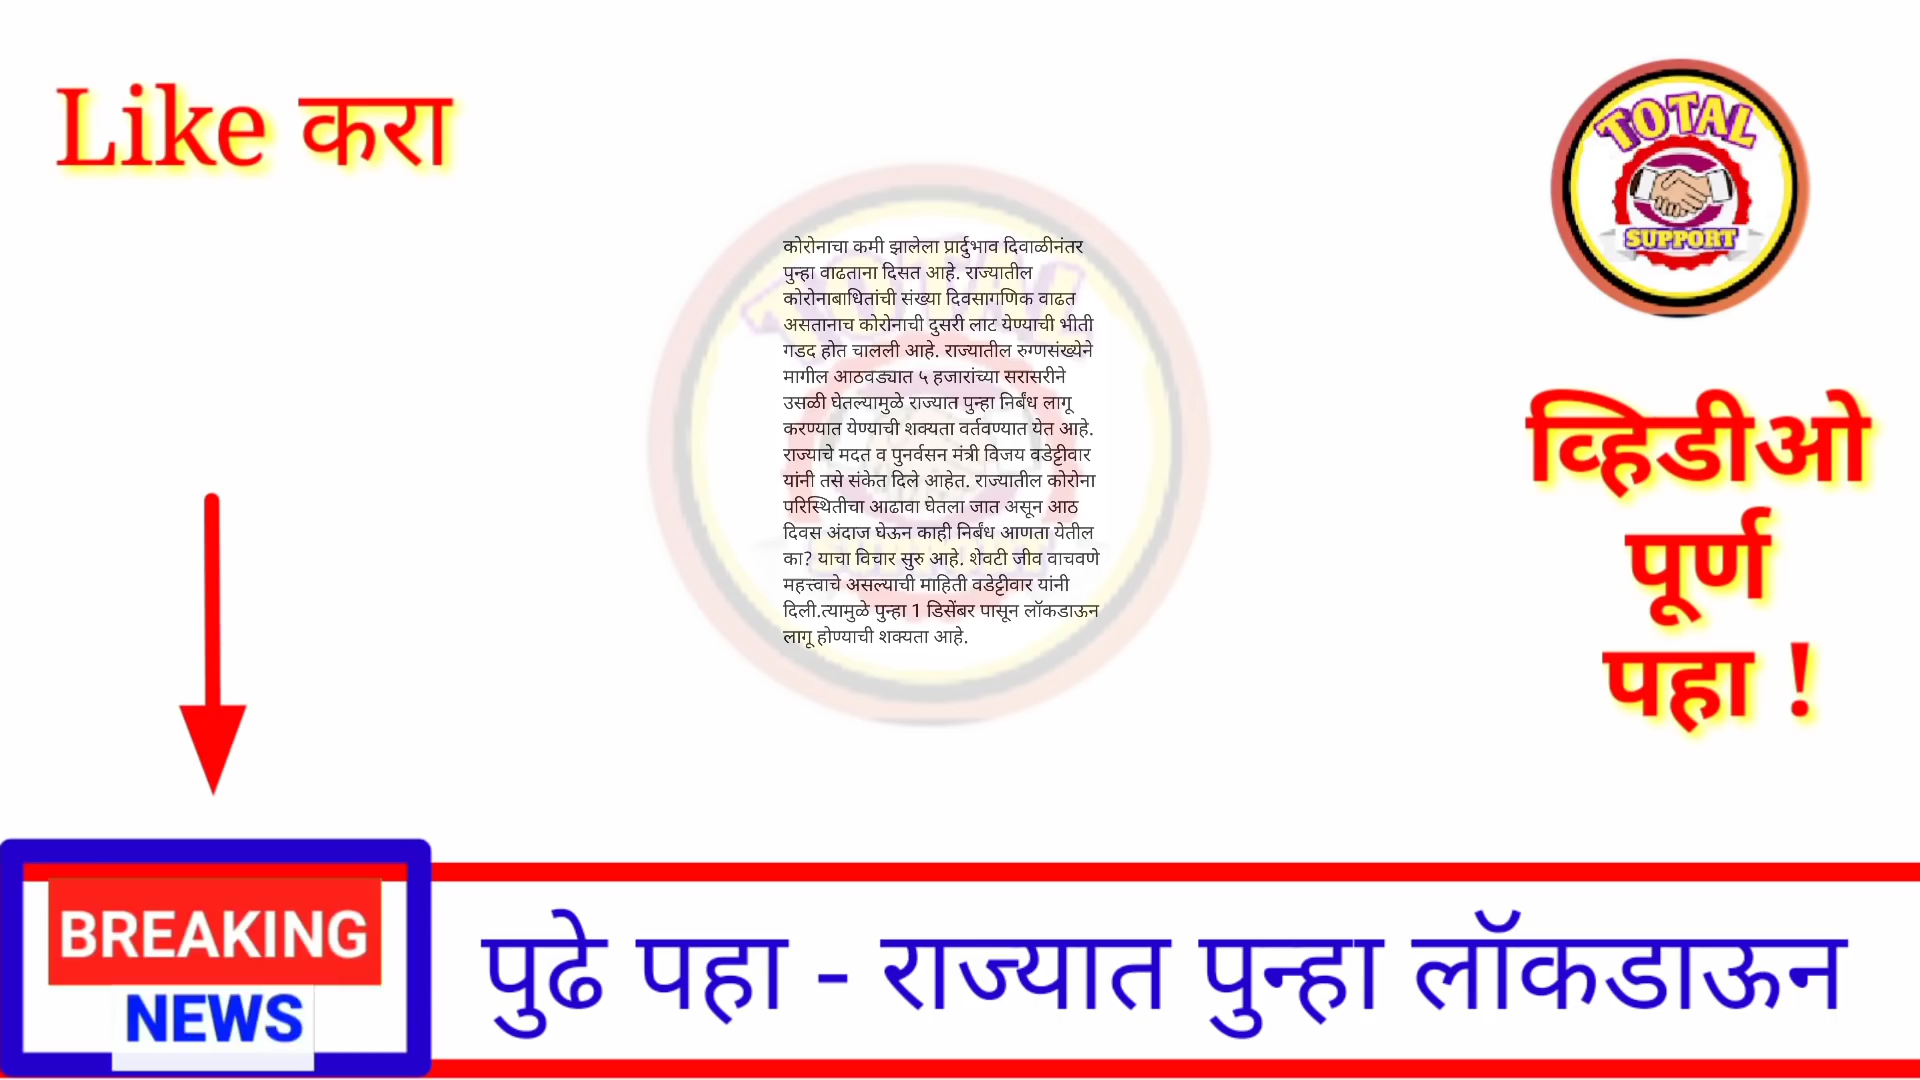 Like करा
TOTAL
SUPPORT
कोरोनाचा कमी झालेला प्रार्दुभाव दिवाळीनंतर
पुन्हा वाढताना दिसत आहे. राज्यातील
कोरोनाबाधितांची संख्या दिवसागणिक वाढत
असतानाच कोरोनाची दुसरी लाट येण्याची भीती
गडद होत चालली आहे. राज्यातील रुग्णसंख्येने
मागील आठवड्यात ५ हजारांच्या सरासरीने
उसळी घेतल्यामुळे राज्यात पुन्हा निर्बंध लागू
करण्यात येण्याची शक्यता वर्तवण्यात येत आहे.
राज्याचे मदत व पुनर्वसन मंत्री विजय वडेट्टीवार
यांनी तसे संकेत दिले आहेत. राज्यातील कोरोना
परिस्थितीचा आढावा घेतला जात असून आठ
दिवस अंदाज घेऊन काही निर्बंध आणता येतील
का? याचा विचार सुरु आहे. शेवटी जीव वाचवणे
महत्त्वाचे असल्याची माहिती वडेट्टीवार यांनी
दिली.त्यामुळे पुन्हा 1 डिसेंबर पासून लॉकडाऊन
लागू होण्याची शक्यता आहे.
व्हिडीओ
पूर्ण
पहा !
BREAKING
NEWS
पुढे पहा - राज्यात पुन्हा लॉकडाऊन